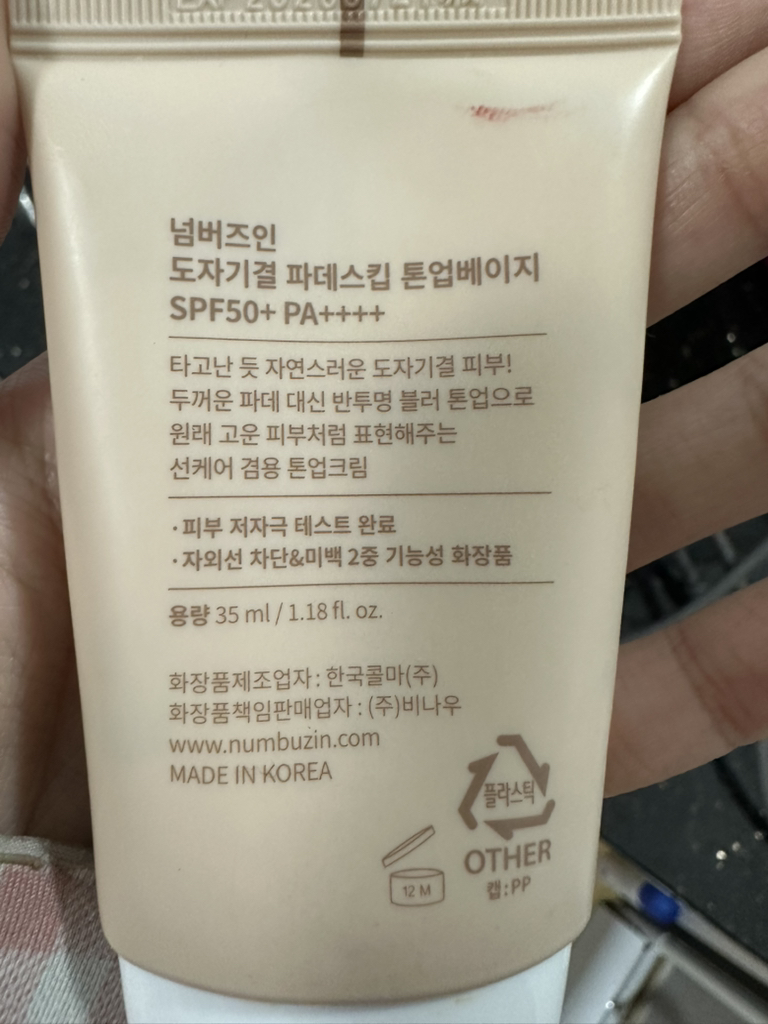 넘버즈인
도자기결 파데스킵 톤업베이지
SPF50+ PA++++
타고난 듯 자연스러운 도자기결 피부!
두꺼운 파데 대신 반투명 블러 톤업으로
원래 고운 피부처럼 표현해주는
선케어 겸용 톤업크림
·피부 저자극 테스트 완료
·자외선 차단&미백 2중 기능성 화장품
용량 35 ml / 1.18 fl. oz.
화장품제조업자 : 한국콜마(주)
화장품책임판매업자 : (주)비나우
www.numbuzin.com
MADE IN KOREA
플라스틱
OTHER
캡:PP
12 M